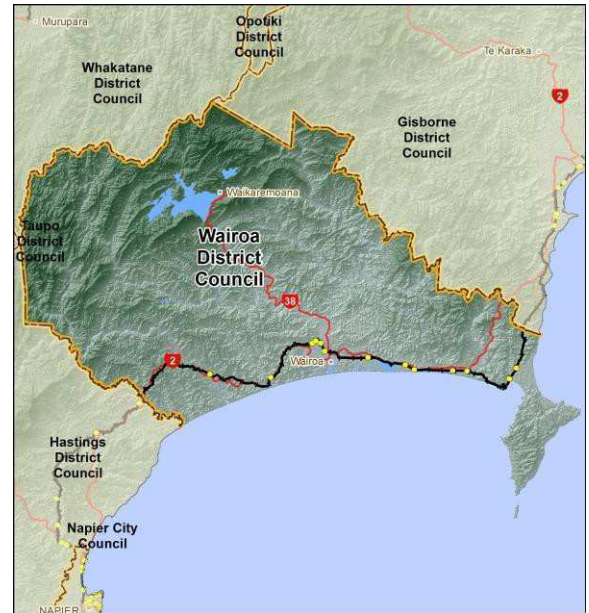 Murupara
Opotiki
District
Council
Te Karaka
Whakatane
District
Council
2
Gisborne
District
Council
Waikaremoana
Taupo
District
Council
Wairoa
District
Council
38
2
Wairoa
Hastings
District
Council
Napier City
Council
NAPIER